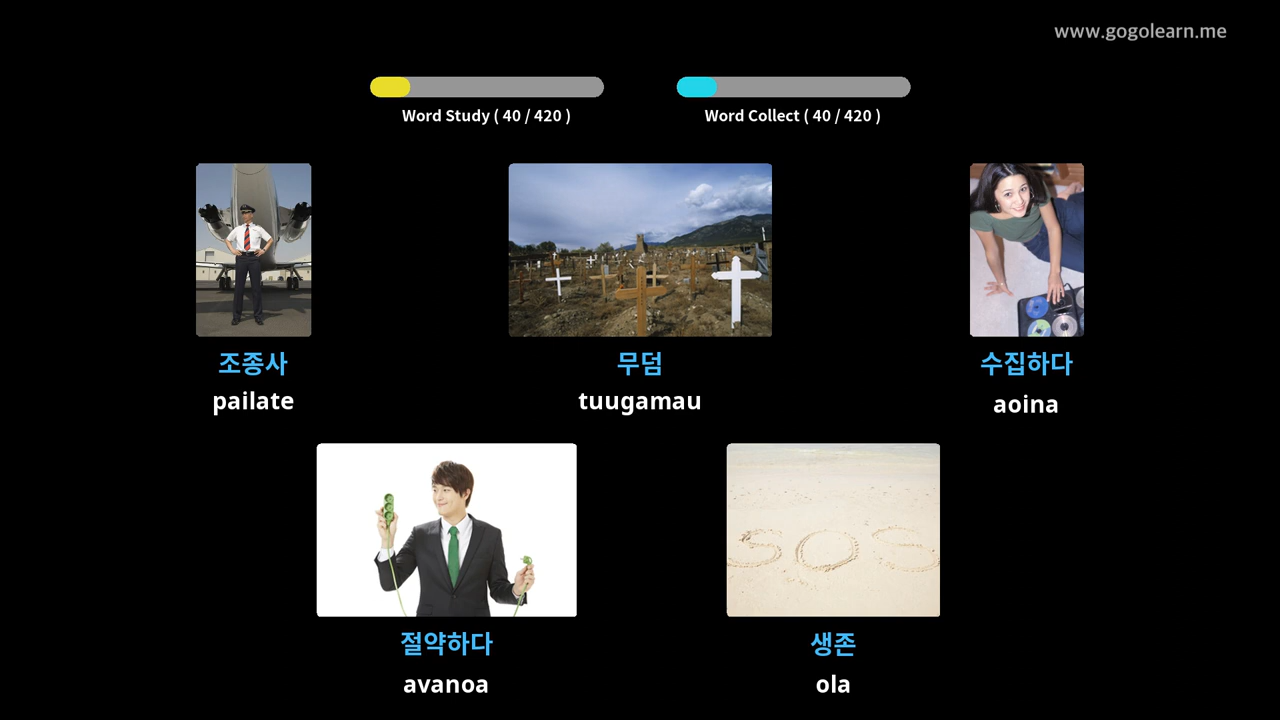 www.gogolearn.me
Word Study ( 40 / 420 )
Word Collect ( 40 / 420 )
조종사
pailate
무덤
tuugamau
수집하다
aoina
절약하다
avanoa
생존
ola
SOS